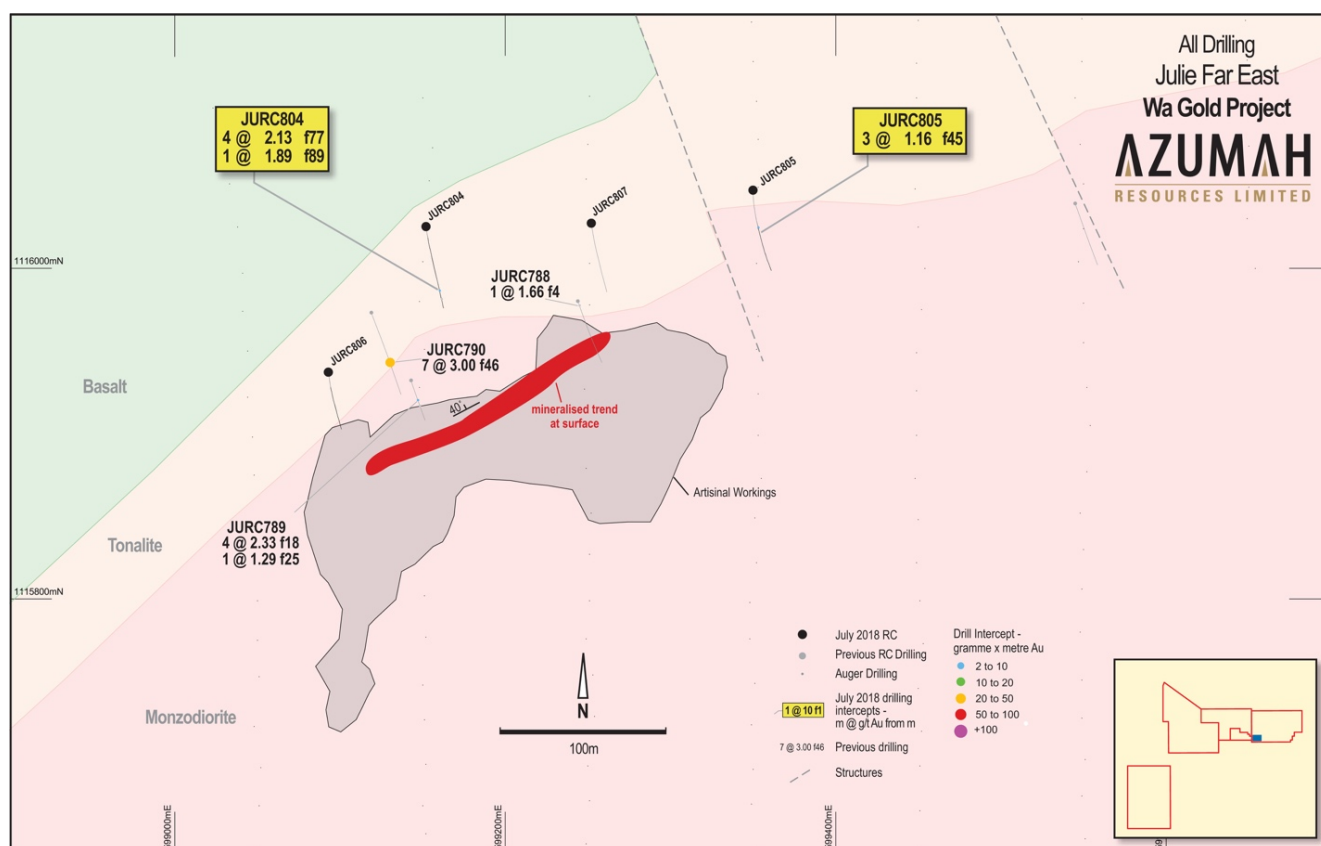 All Drilling
Julie Far East
Wa Gold Project
AZUMAH
RESOURCES LIMITED
JURC804
4 @ 2.13 f77
1 @ 1.89 f89
JURC805
3 @ 1.16 f45
JURC805
JURC804
JURC807
1116000mN
JURC788
1 @ 1.66 f4
JURC806
JURC790
7 @ 3.00 f46
Basalt
40°
mineralised trend
at surface
Artisinal Workings
JURC789
4 @ 2.33 f18
1 @ 1.29 f25
Tonalite
1115800mN
Monzodiorite
N
100m
July 2018 RC
Previous RC Drilling
Auger Drilling
1 @ 10 f1
July 2018 drilling
intercepts -
m @ g/t Au from m
7 @ 3.00 f46
Previous drilling
Structures
Drill Intercept -
gramme x metre Au
2 to 10
10 to 20
20 to 50
50 to 100
+100